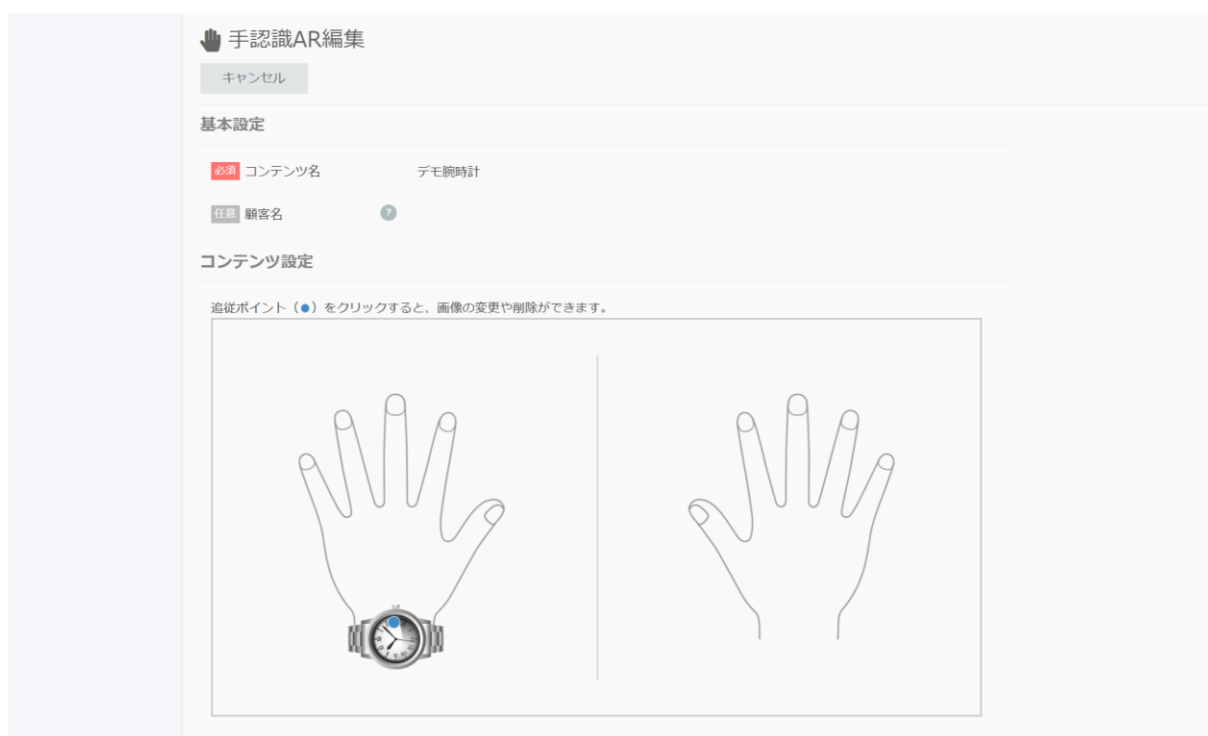 手認識AR編集
キャンセル
基本設定
必須 コンテンツ名 デモ腕時計
任意 顧客名 ?
コンテンツ設定
追従ポイント（●）をクリックすると、画像の変更や削除ができます。